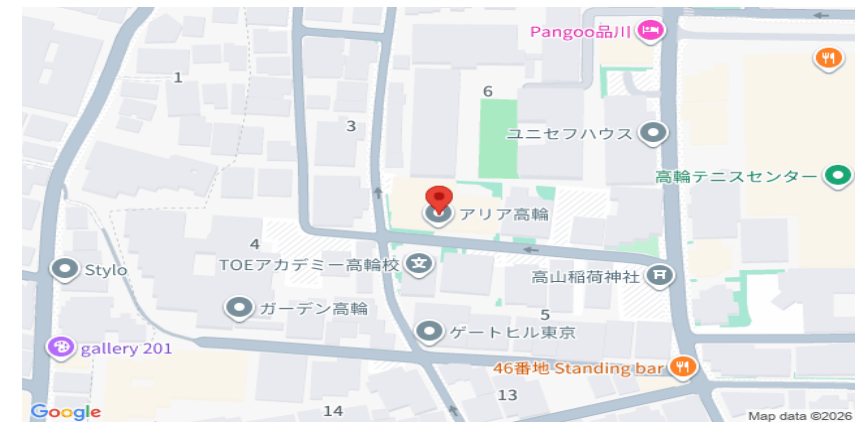 Pangoo品川
1
6
3
ユニセフハウス
高輪テニスセンター
アリア高輪
4
TOEアカデミー高輪校
Stylo
高山稲荷神社
ガーデン高輪
5
ゲートヒル東京
gallery 201
46番地 Standing bar
13
14
Google
Map data ©2026